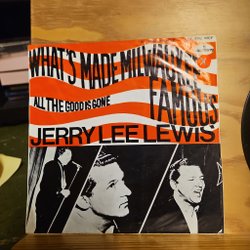 WHAT'S MADE MILWAUKEE
FAMOUS
ALL THE GOOD IS GONE
JERRY LEE LEWIS